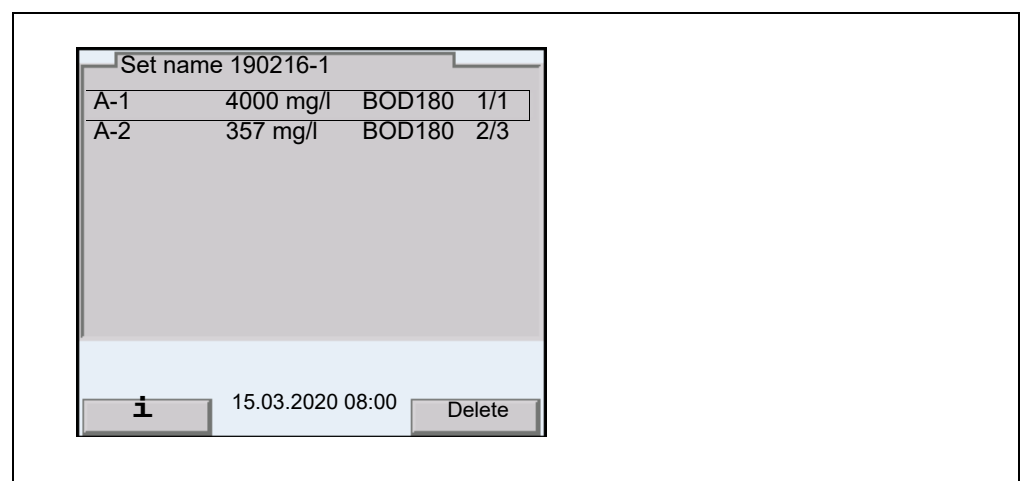 Set name 190216-1
A-1 4000 mg/l BOD180 1/1
A-2 357 mg/l BOD180 2/3
i 15.03.2020 08:00 Delete